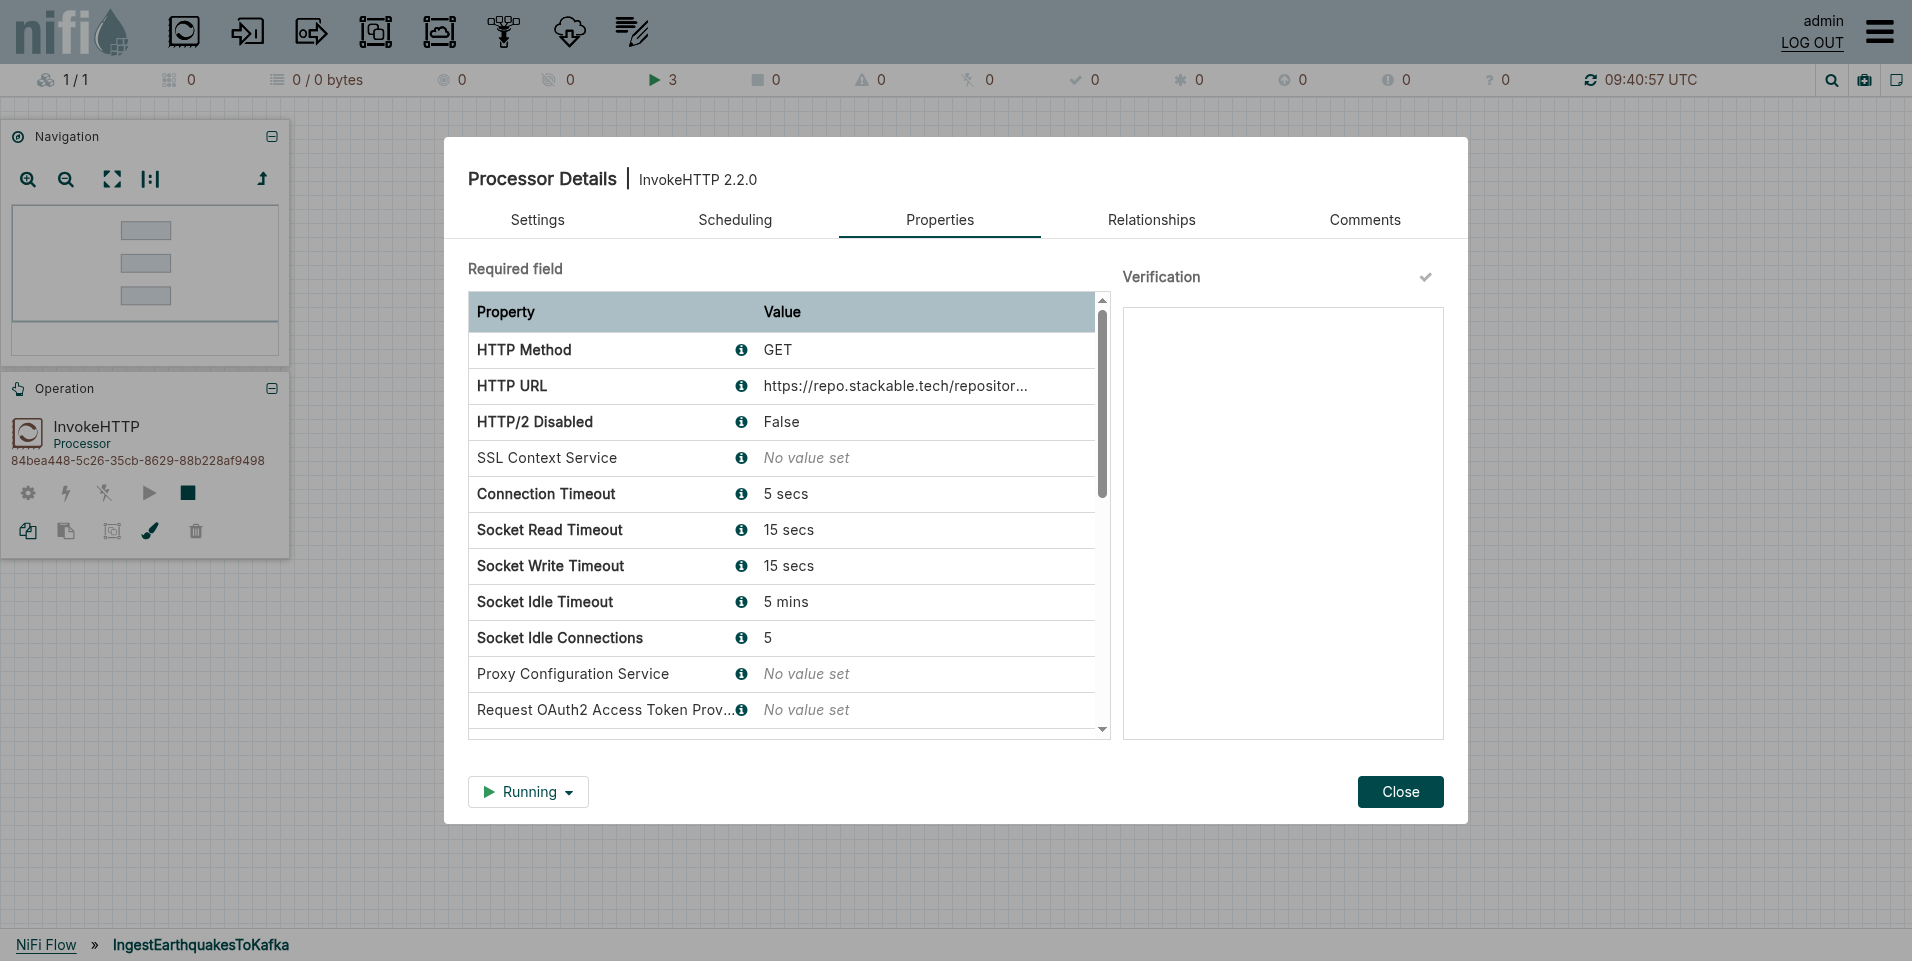 nifi
admin
LOG OUT
1 / 1
0
0 / 0 bytes
0
0
3
0
0
0
0
0
0
0
0
09:40:57 UTC
Navigation
Operation
InvokeHTTP
Processor
84bea448-5c26-35cb-8629-88b228af9498
Processor Details | InvokeHTTP 2.2.0
Settings
Scheduling
Properties
Relationships
Comments
Required field
Verification
Property Value
HTTP Method GET
HTTP URL https://repo.stackable.tech/repositor...
HTTP/2 Disabled False
SSL Context Service No value set
Connection Timeout 5 secs
Socket Read Timeout 15 secs
Socket Write Timeout 15 secs
Socket Idle Timeout 5 mins
Socket Idle Connections 5
Proxy Configuration Service No value set
Request OAuth2 Access Token Prov... No value set
Running
Close
NiFi Flow » IngestEarthquakesToKafka